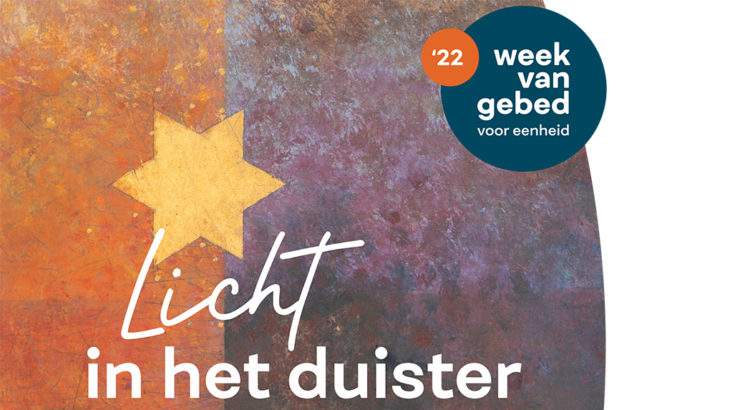 ‘22
week
van
gebed
voor eenheid
Licht
in het duister